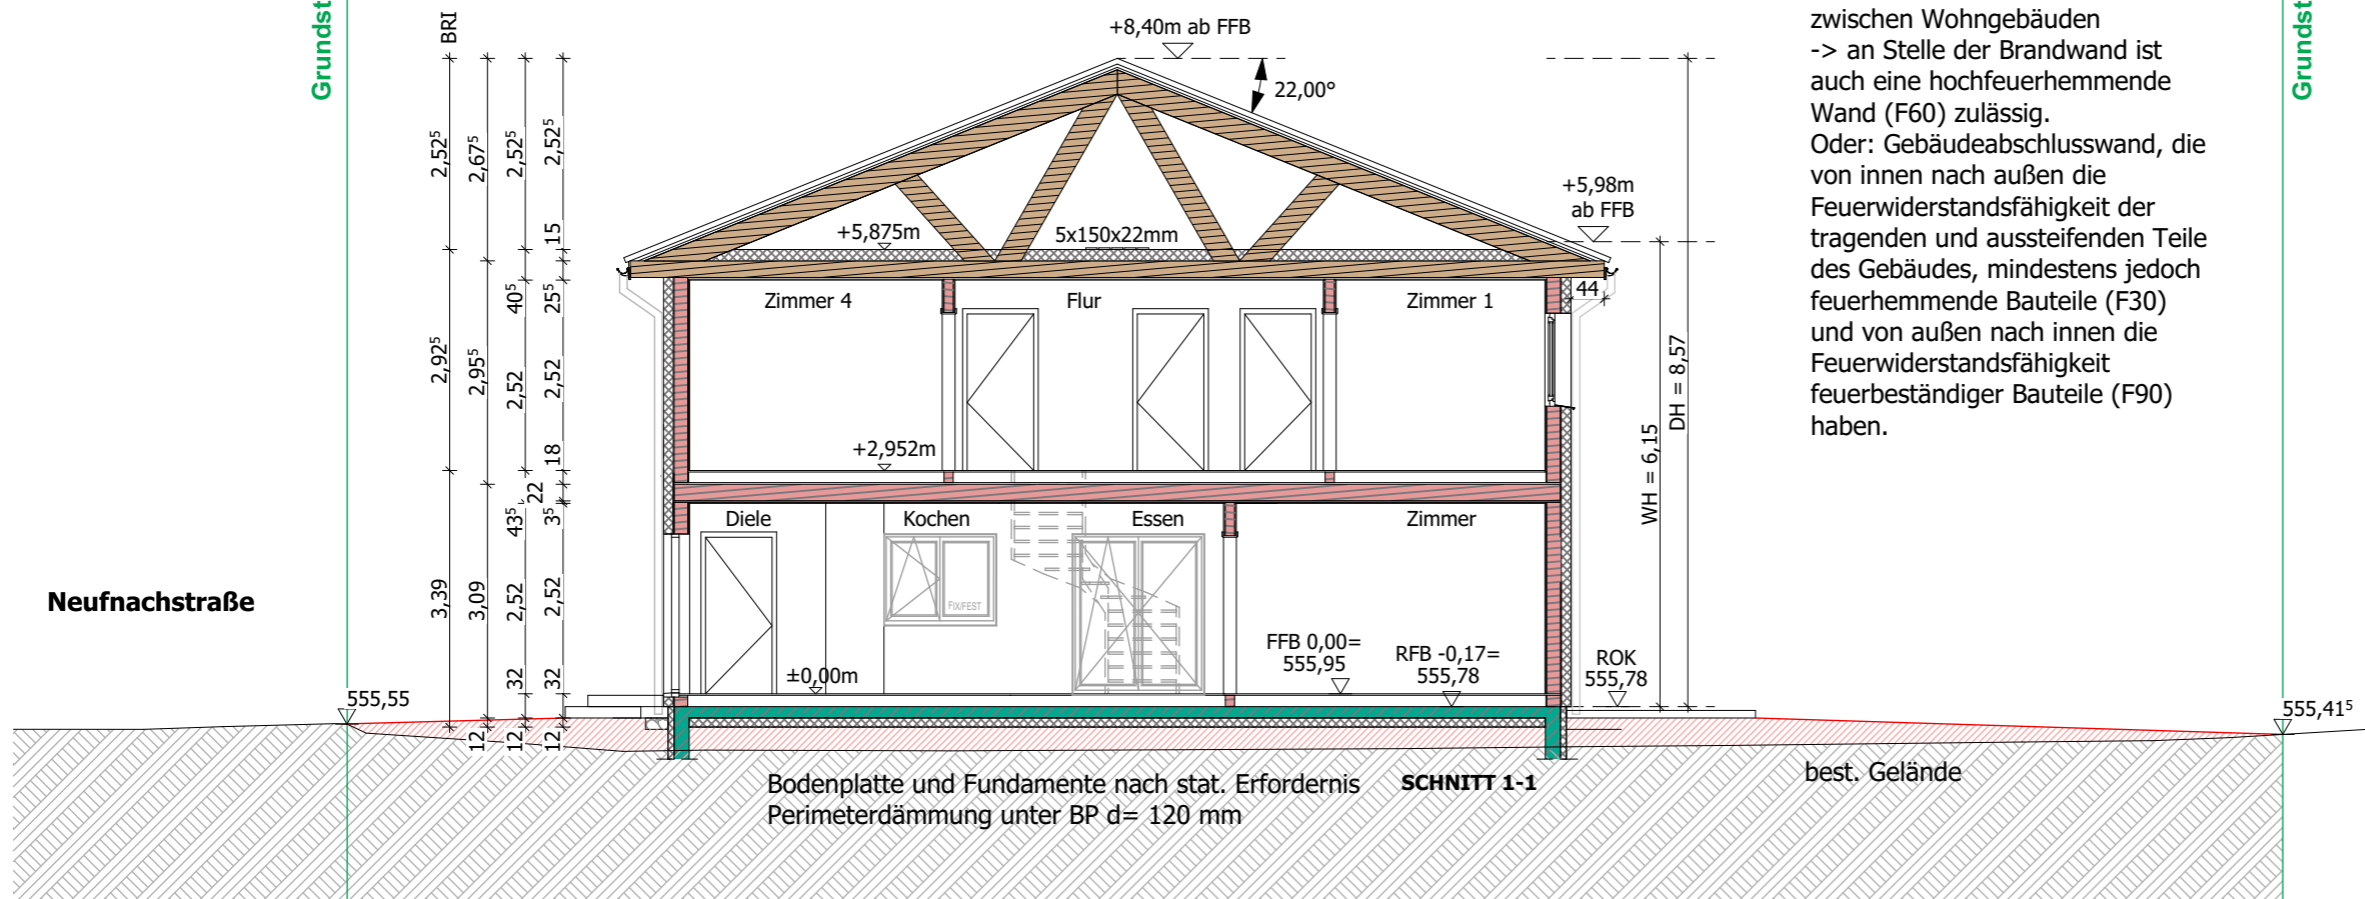 Grundst
BRI
+8,40m ab FFB
22,00°
zwischen Wohngebäuden
-> an Stelle der Brandwand ist
auch eine hochfeuerhemmende
Wand (F60) zulässig.
Oder: Gebäudeabschlusswand, die
von innen nach außen die
Feuerwiderstandsfähigkeit der
tragenden und aussteifenden Teile
des Gebäudes, mindestens jedoch
feuerhemmende Bauteile (F30)
und von außen nach innen die
Feuerwiderstandsfähigkeit
feuerbeständiger Bauteile (F90)
haben.
Grundst
2,52⁵
2,92⁵
3,39
2,67⁵
2,95⁵
3,09
12
2,52⁵
40⁵
2,52
22
43⁵
2,52
32
12
2,52⁵
15
25⁵
2,52
18
3⁵
2,52
32
12
+5,98m
ab FFB
+5,875m
5x150x22mm
44
Zimmer 4
Flur
Zimmer 1
DH = 8,57
WH = 6,15
+2,952m
Diele
Kochen
Essen
Zimmer
FIX/FEST
Neufnachstraße
FFB 0,00=
555,95
RFB -0,17=
555,78
ROK
555,78
±0,00m
555,55
555,41⁵
Bodenplatte und Fundamente nach stat. Erfordernis
Perimeterdämmung unter BP d= 120 mm
SCHNITT 1-1
best. Gelände